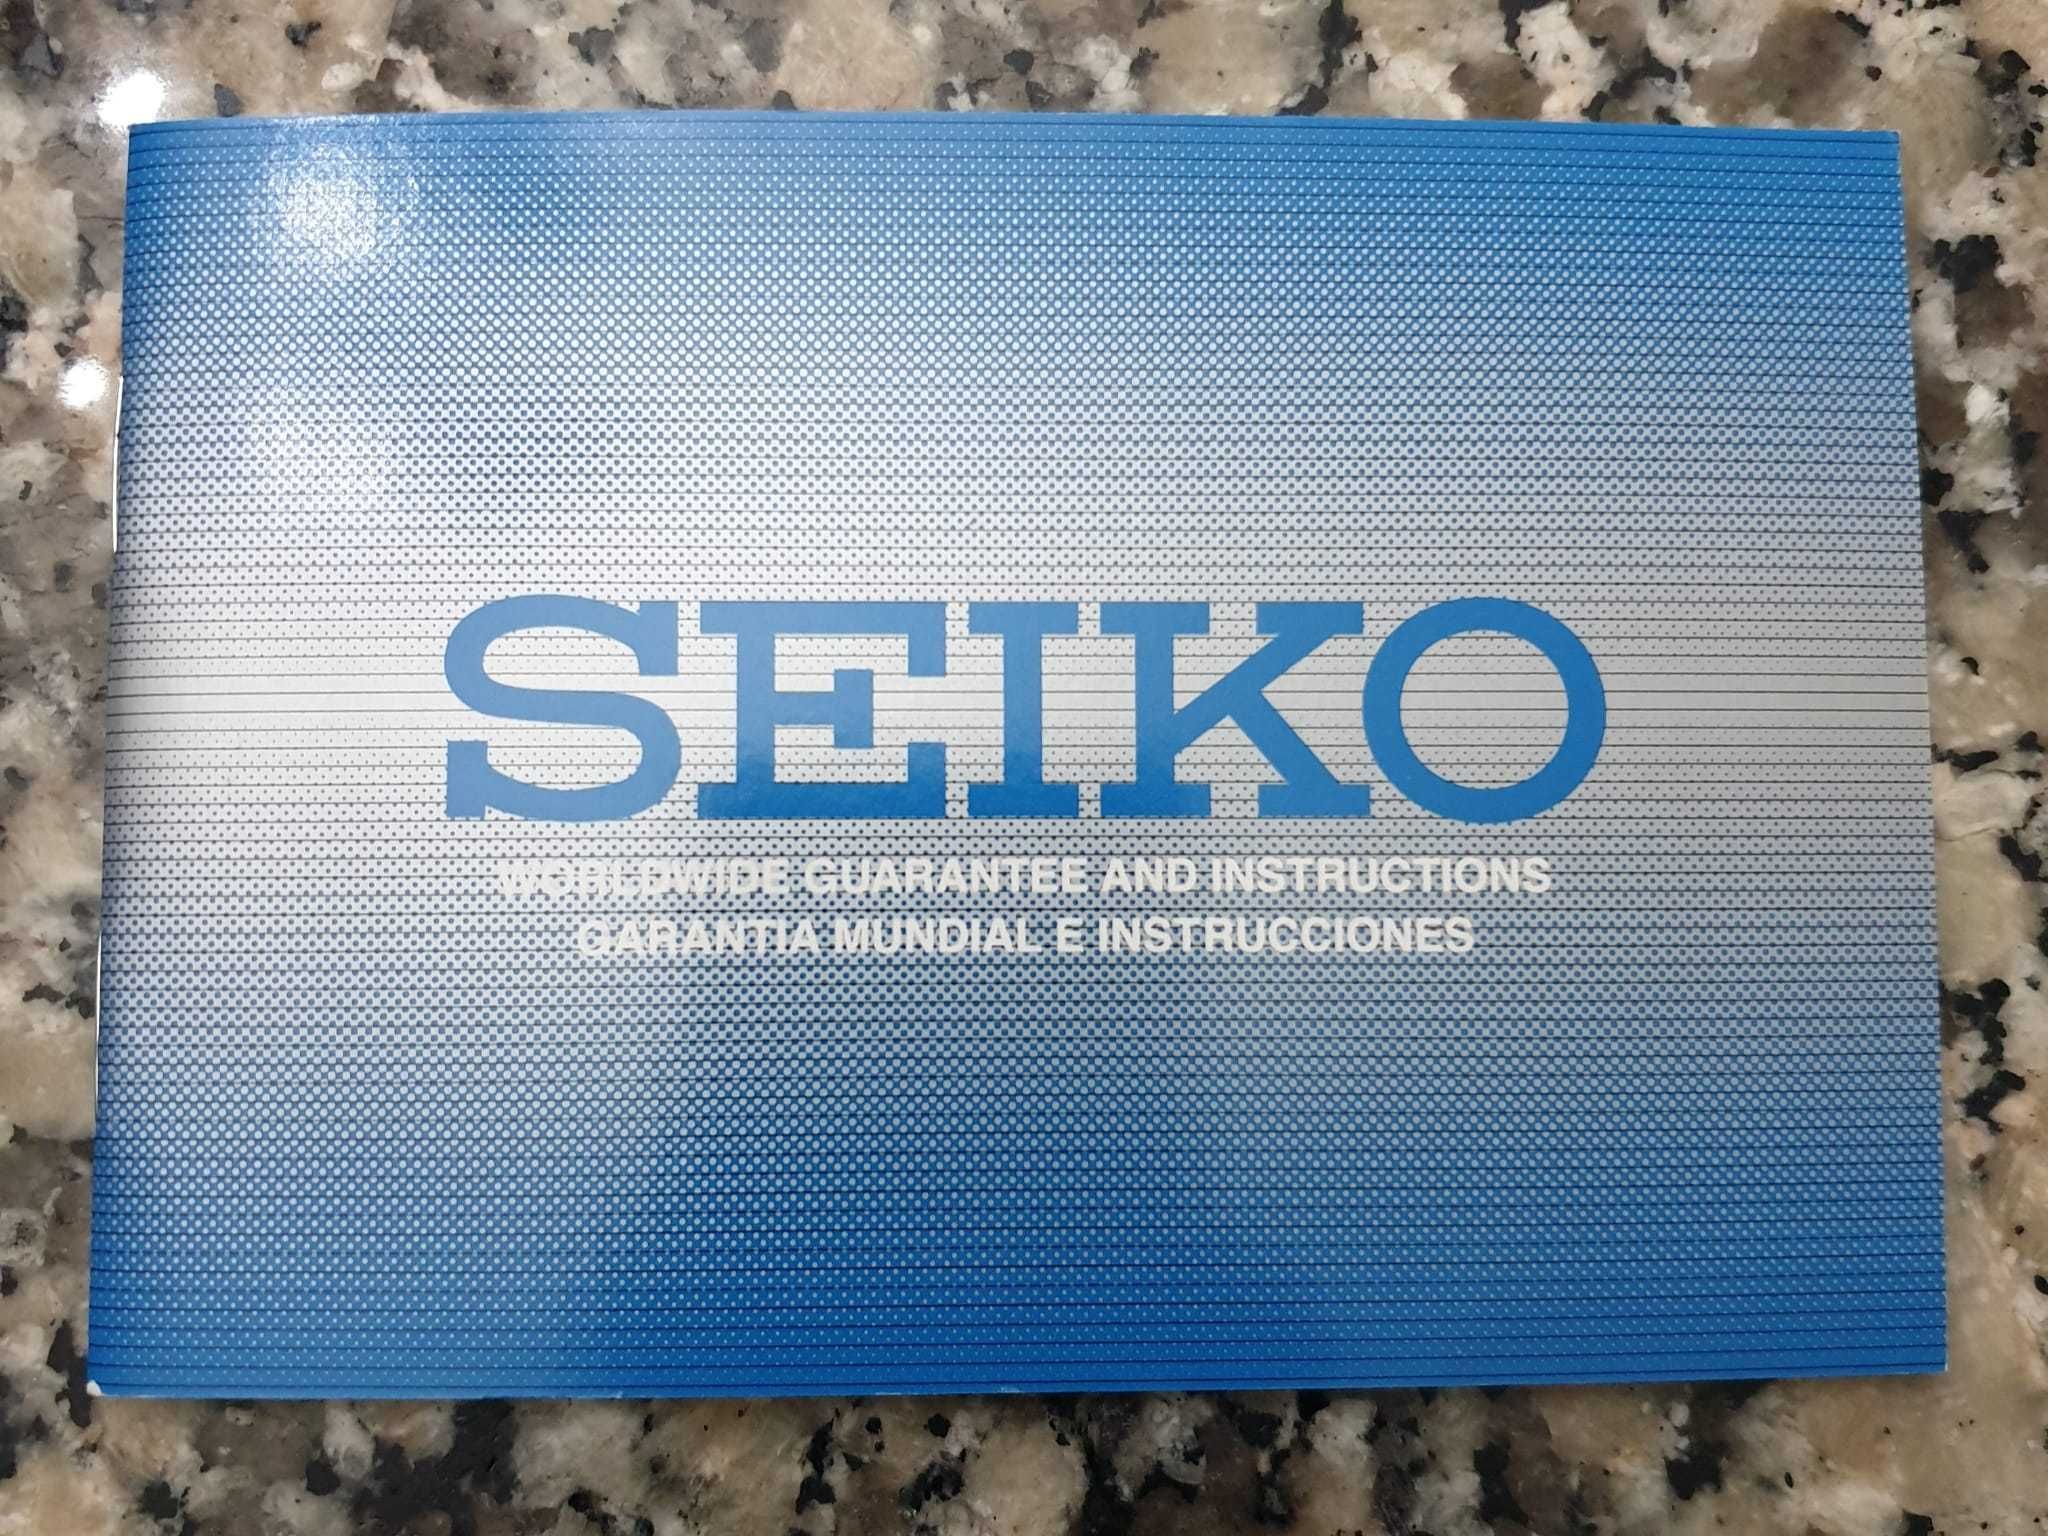 SEIKO
WORLDWIDE GUARANTEE AND INSTRUCTIONS
GARANTIA MUNDIAL E INSTRUCCIONES